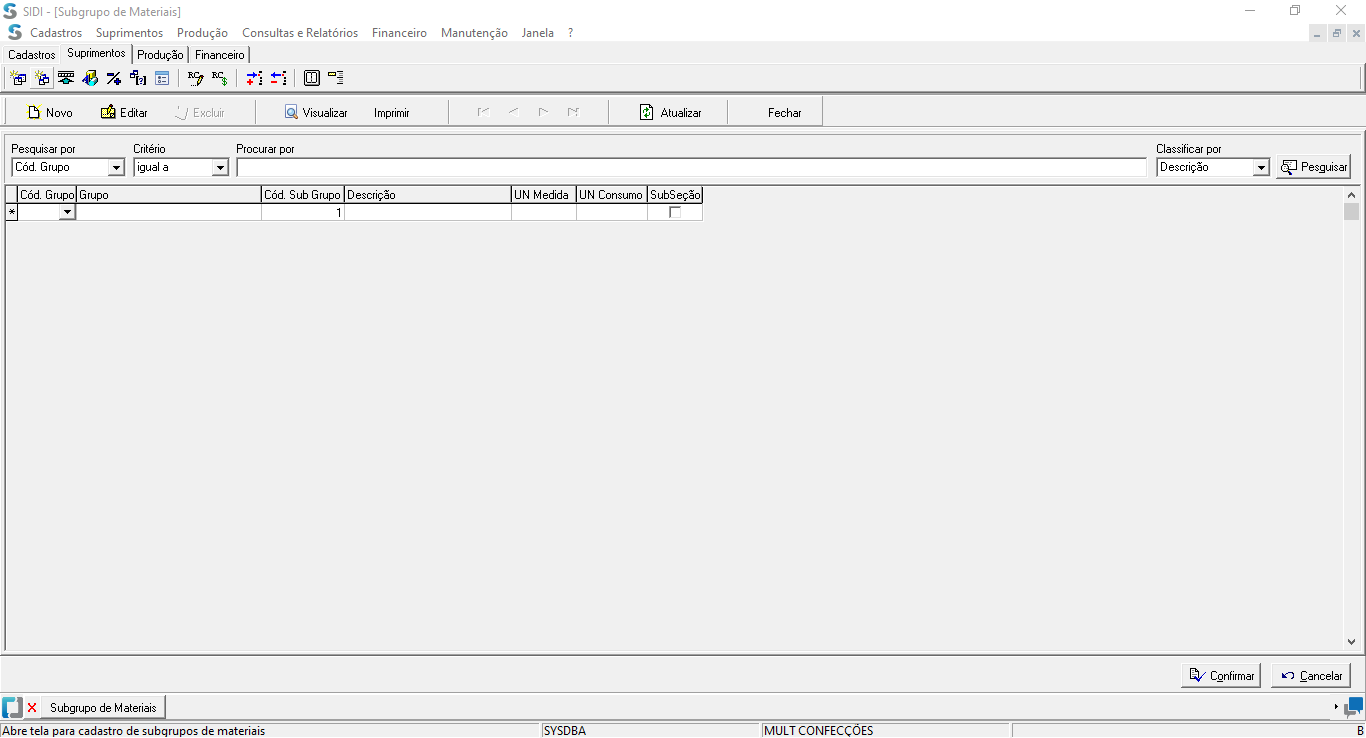 SIDI - [Subgrupo de Materiais]
Cadastros Suprimentos Produção Consultas e Relatórios Financeiro Manutenção Janela ?
Cadastros Suprimentos Produção Financeiro
Novo Editar Excluir Visualizar Imprimir Atualizar Fechar
Pesquisar por Critério Procurar por Classificar por
Cód. Grupo igual a Descrição Pesquisar
Cód. Grupo Grupo Cód. Sub Grupo Descrição UN Medida UN Consumo SubSeção
* 1
Confirmar Cancelar
Subgrupo de Materiais
Abre tela para cadastro de subgrupos de materiais SYSDBA MULT CONFECÇÕES B